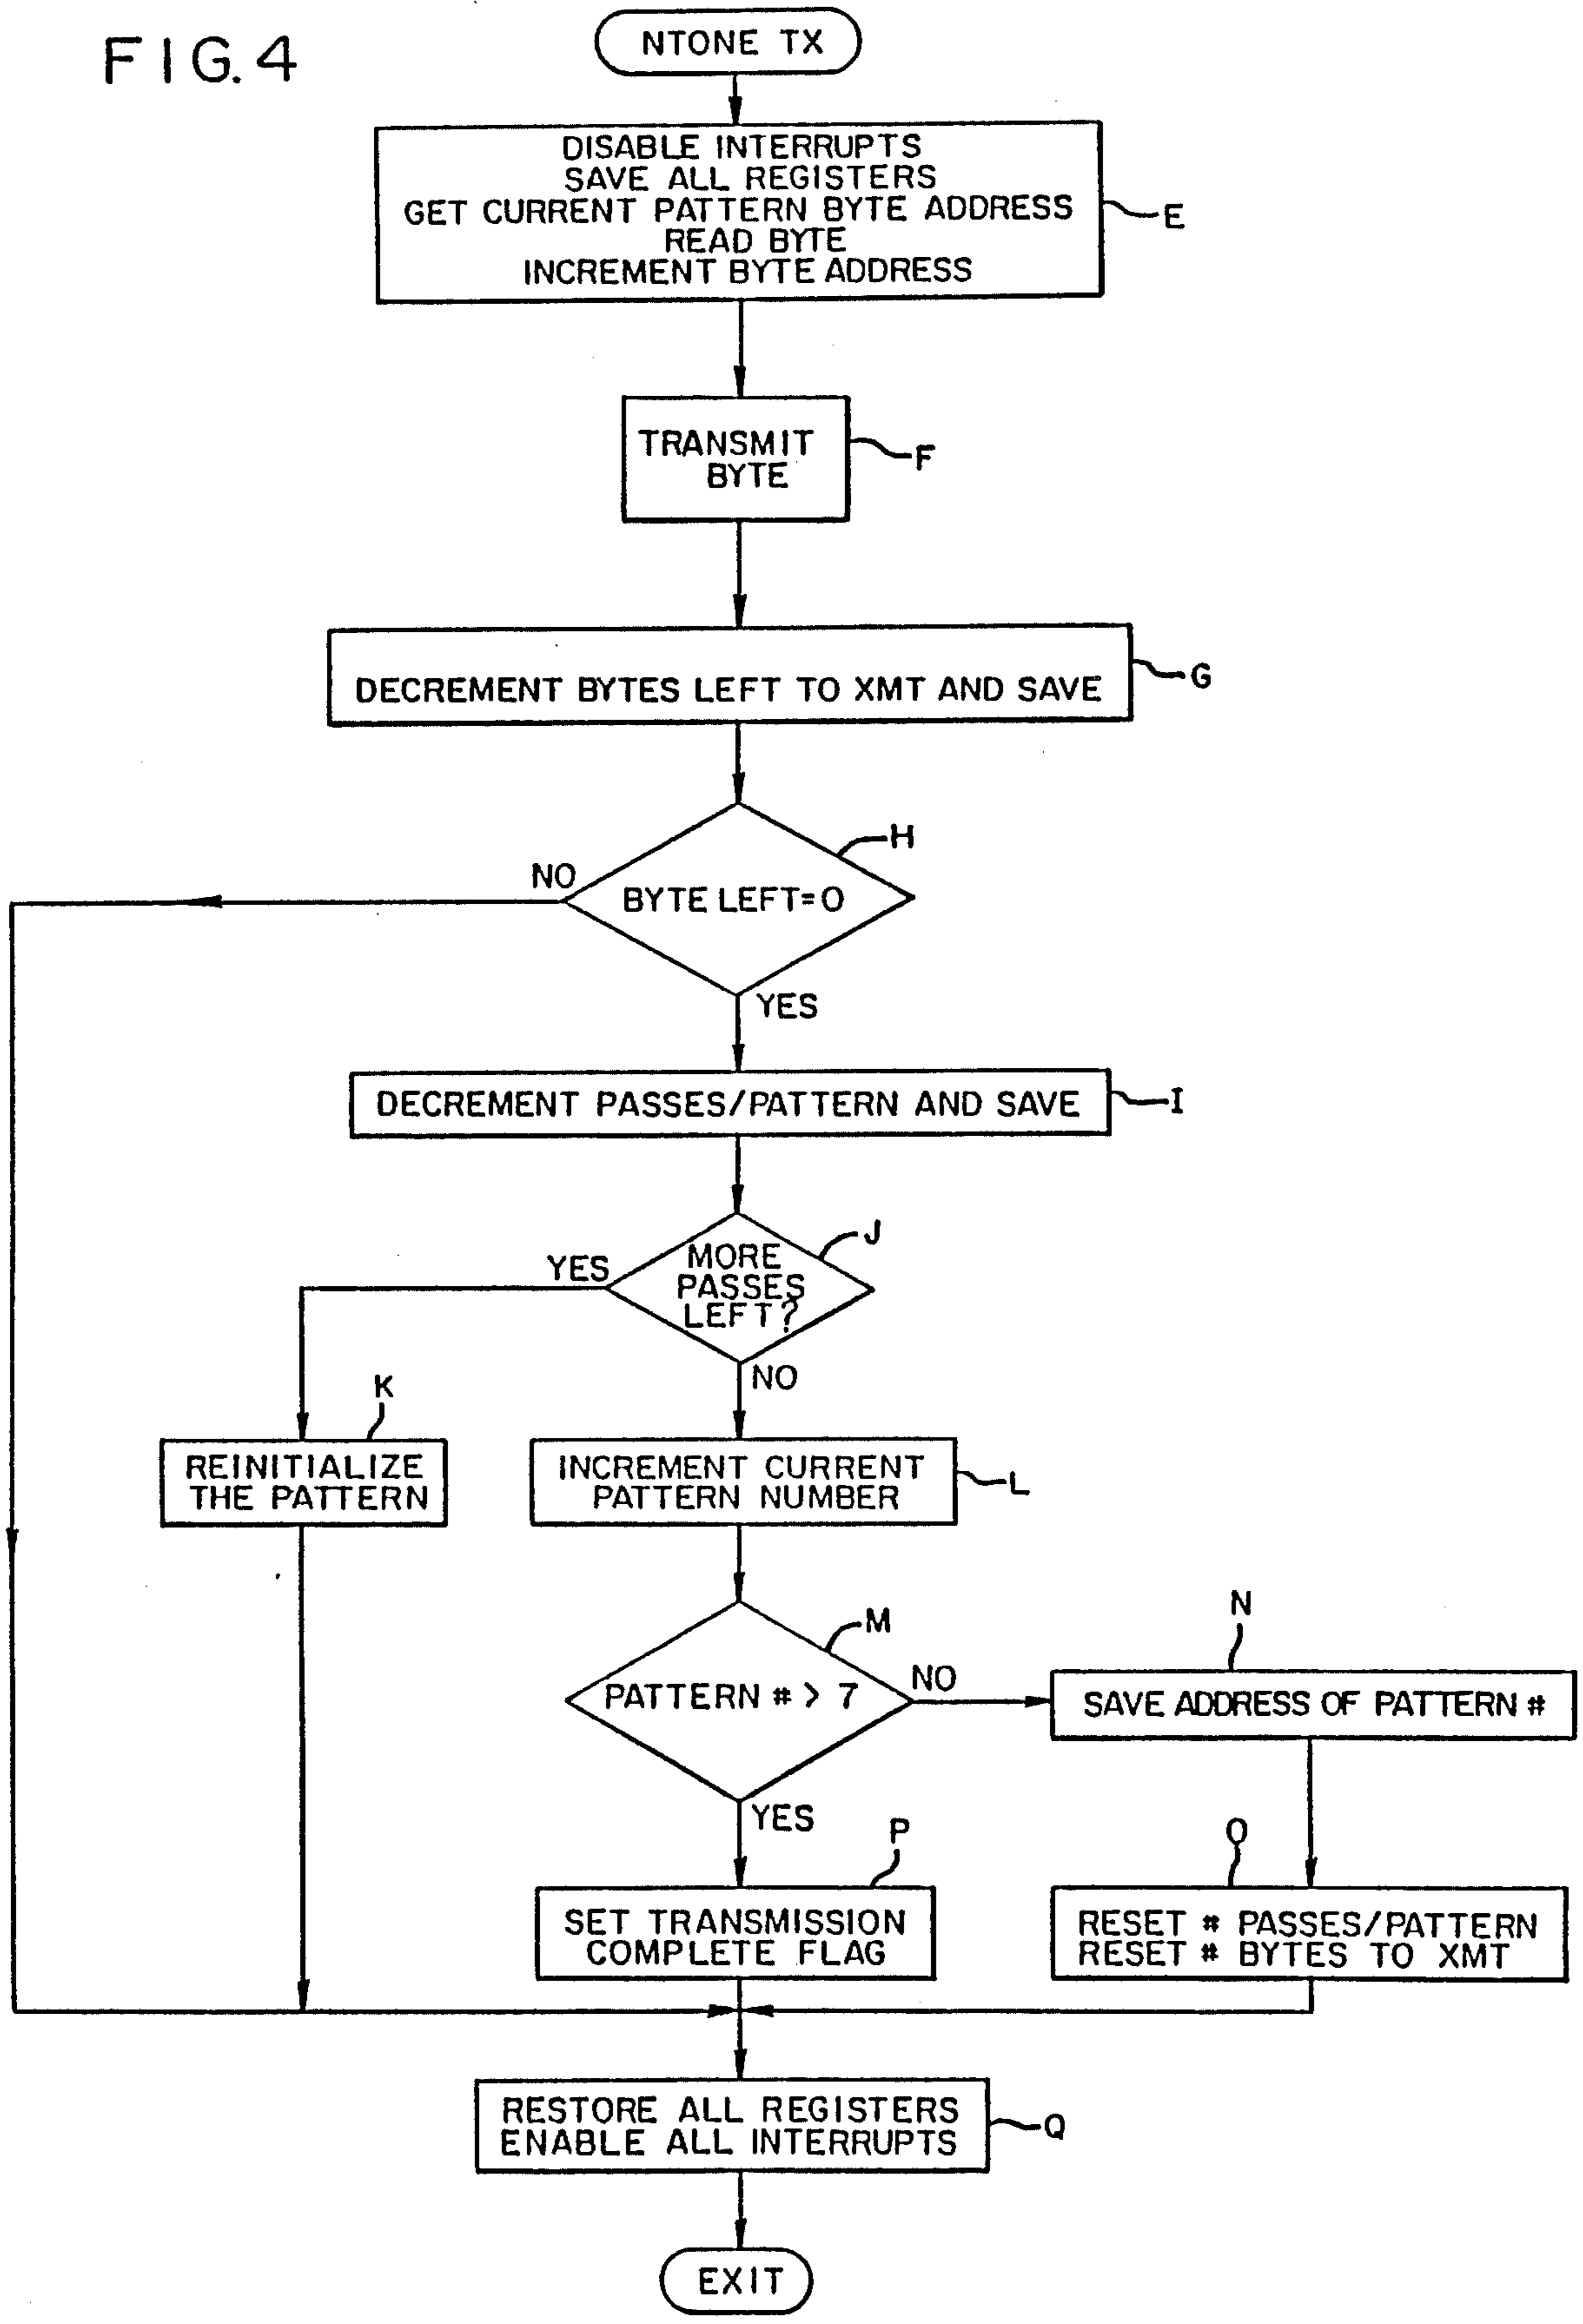 FIG. 4
NTONE TX
DISABLE INTERRUPTS
SAVE ALL REGISTERS
GET CURRENT PATTERN BYTE ADDRESS
READ BYTE
INCREMENT BYTE ADDRESS
E
TRANSMIT
BYTE
F
DECREMENT BYTES LEFT TO XMT AND SAVE
G
H
NO
BYTE LEFT=0
YES
DECREMENT PASSES/PATTERN AND SAVE
I
J
YES
MORE
PASSES
LEFT?
NO
K
REINITIALIZE
THE PATTERN
INCREMENT CURRENT
PATTERN NUMBER
L
M
N
PATTERN # > 7
NO
SAVE ADDRESS OF PATTERN #
YES
P
O
SET TRANSMISSION
COMPLETE FLAG
RESET # PASSES/PATTERN
RESET # BYTES TO XMT
RESTORE ALL REGISTERS
ENABLE ALL INTERRUPTS
Q
EXIT